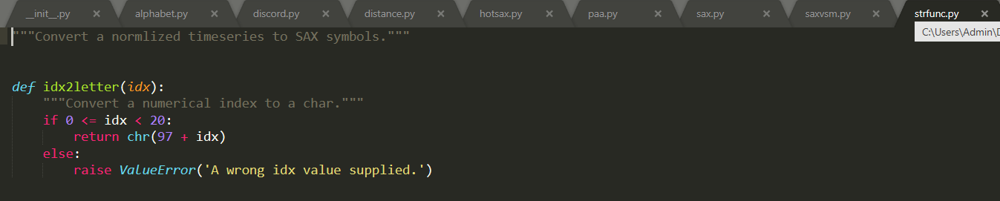 __init__.py × alphabet.py × discord.py × distance.py × hotsax.py × paa.py × sax.py × saxvsm.py × strfunc.py ×
C:\Users\Admin\D
"""Convert a normlized timeseries to SAX symbols."""
def idx2letter(idx):
"""Convert a numerical index to a char."""
if 0 <= idx < 20:
return chr(97 + idx)
else:
raise ValueError('A wrong idx value supplied.')